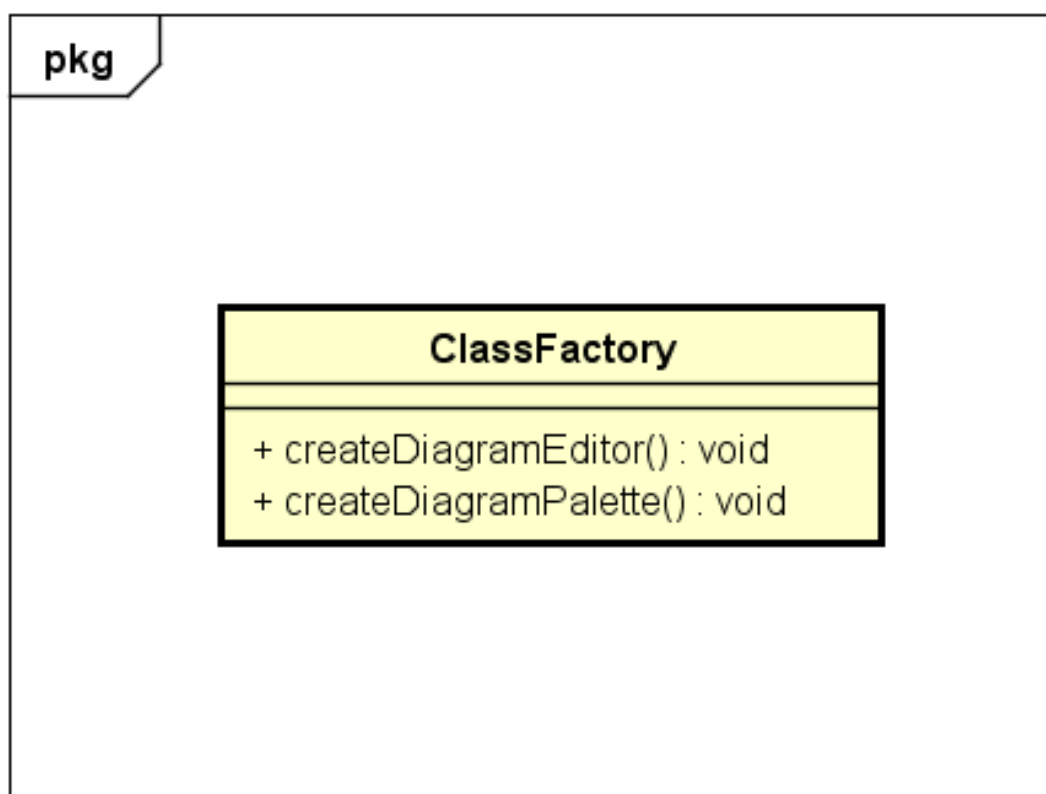 pkg
ClassFactory
+ createDiagramEditor() : void
+ createDiagramPalette() : void